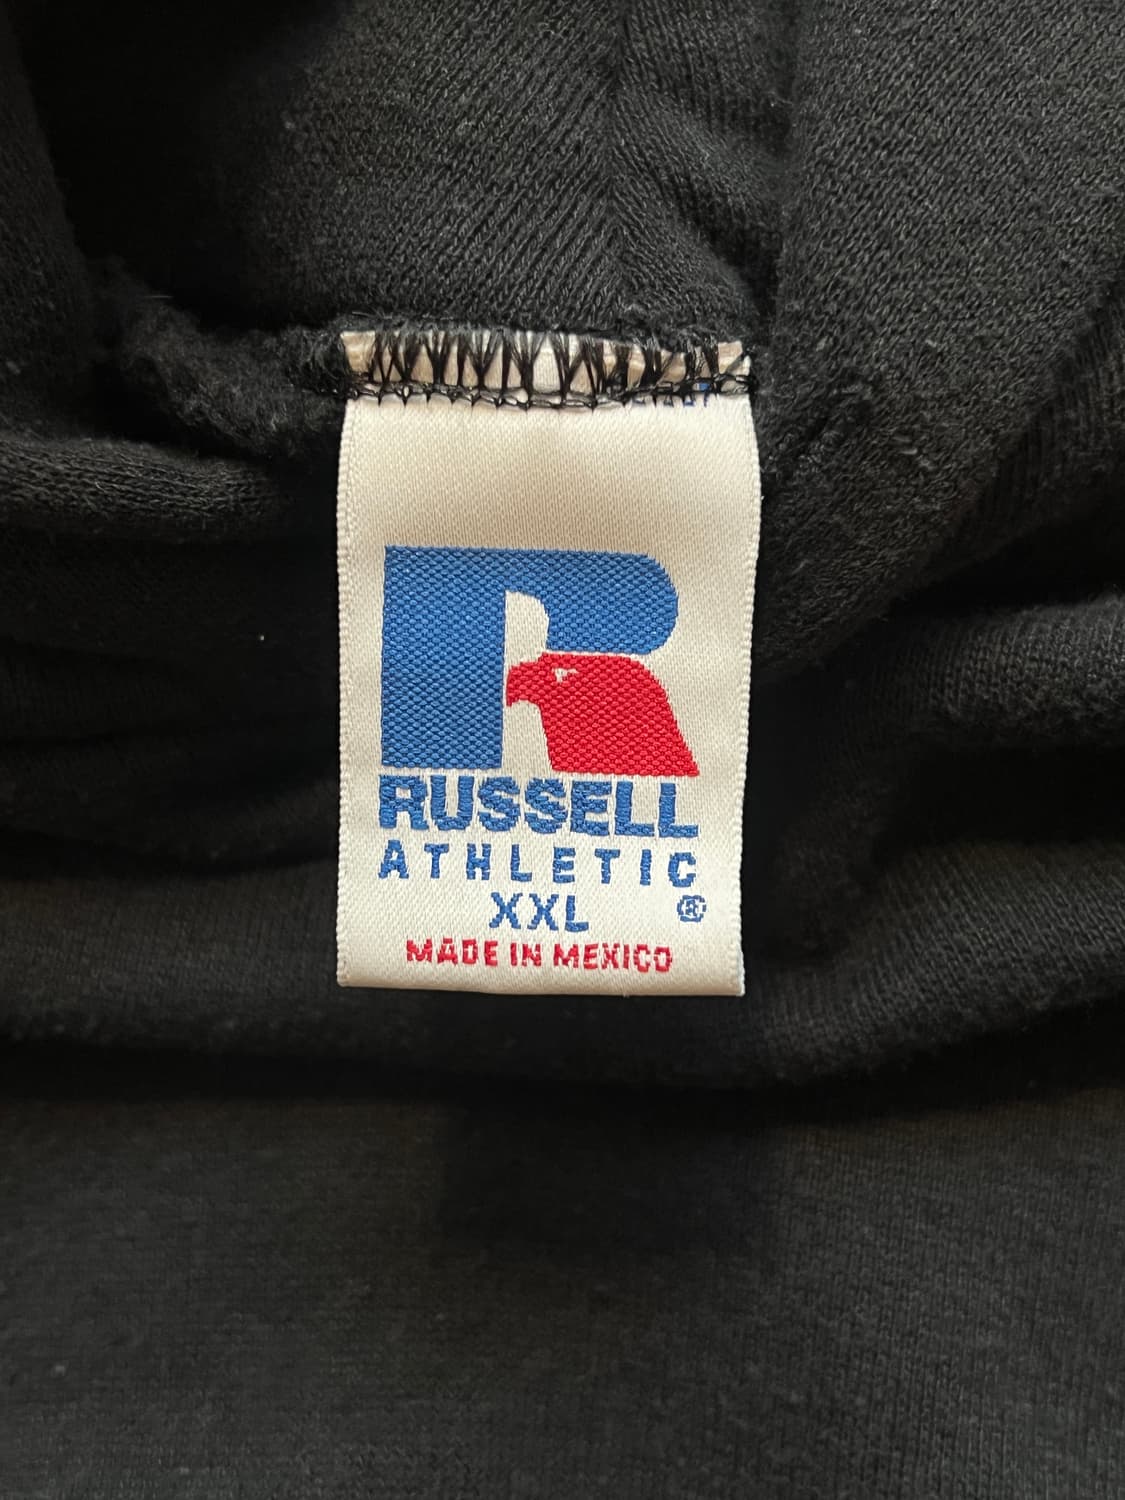 RUSSELL
ATHLETIC
XXL ®
MADE IN MEXICO